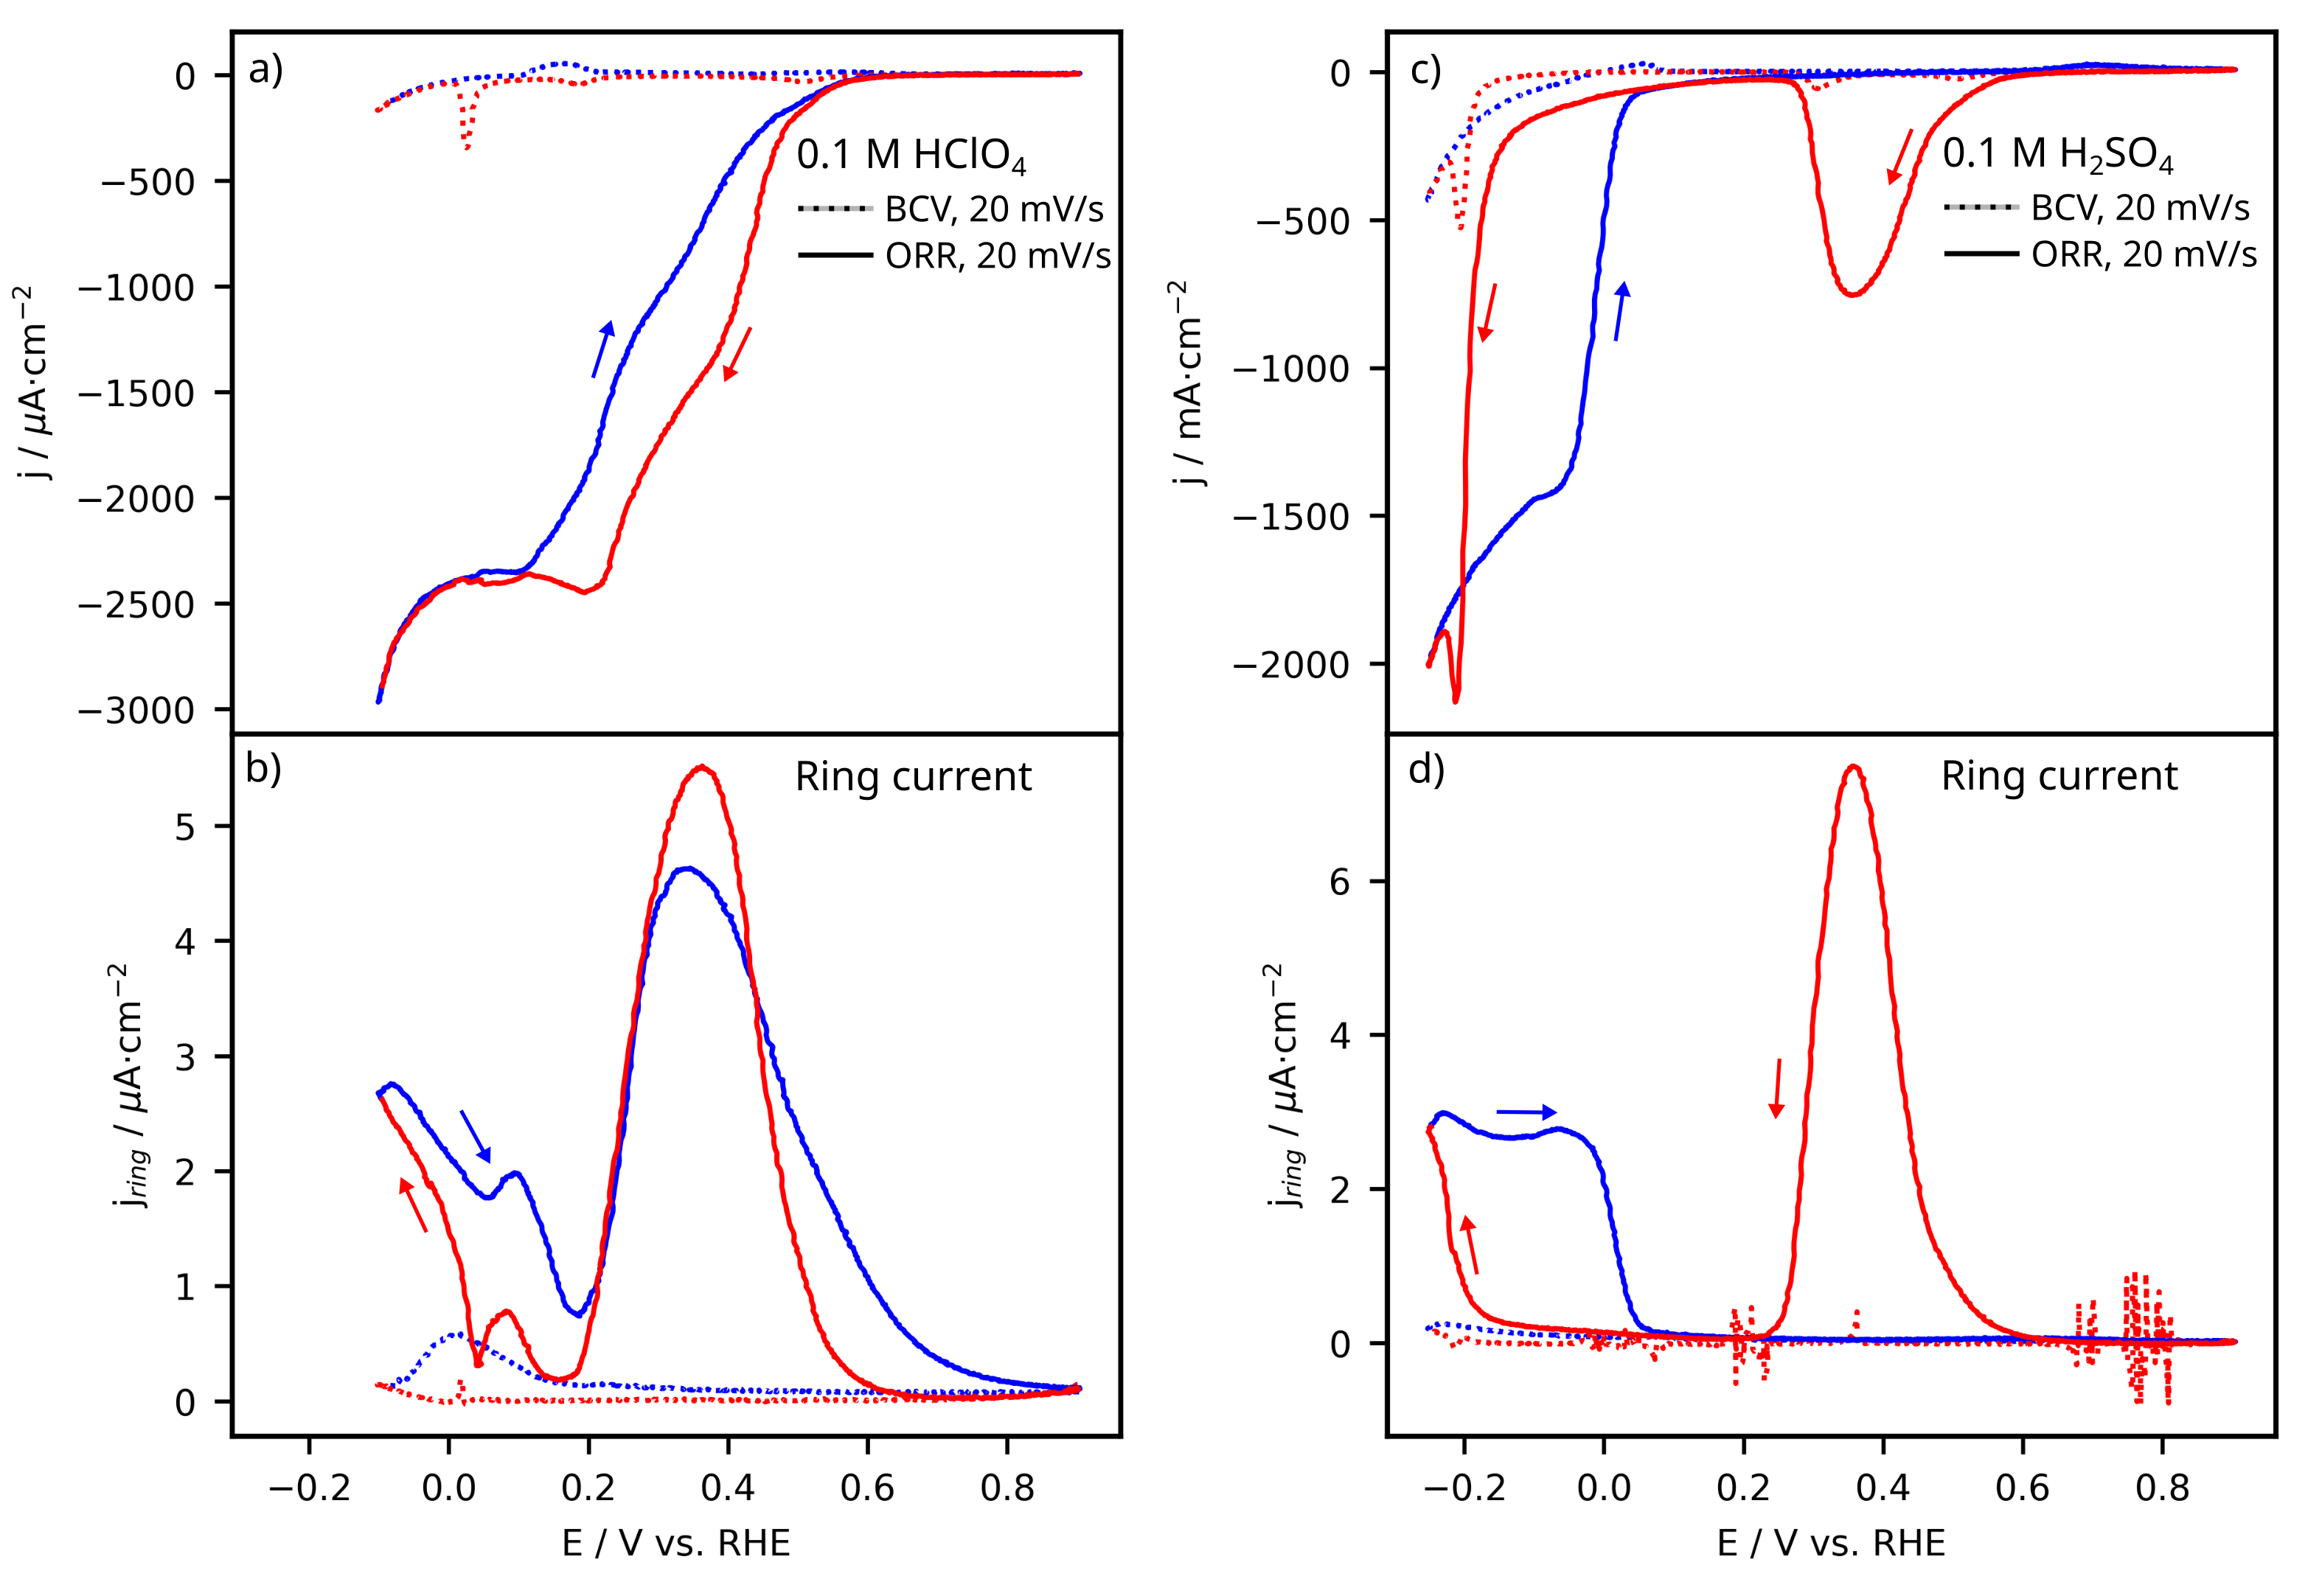 a)
0
−500
−1000
−1500
−2000
−2500
−3000
j / μA·cm⁻²
0.1 M HClO₄
BCV, 20 mV/s
ORR, 20 mV/s
c)
0
−500
−1000
−1500
−2000
j / mA·cm⁻²
0.1 M H₂SO₄
BCV, 20 mV/s
ORR, 20 mV/s
b)
Ring current
5
4
3
2
1
0
jring / μA·cm⁻²
−0.2 0.0 0.2 0.4 0.6 0.8
E / V vs. RHE
d)
Ring current
6
4
2
0
jring / μA·cm⁻²
−0.2 0.0 0.2 0.4 0.6 0.8
E / V vs. RHE